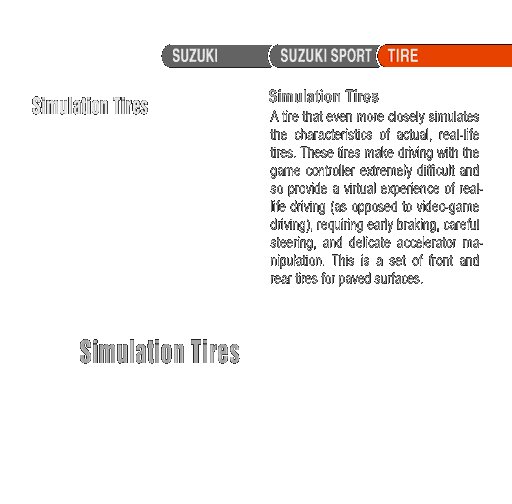 SUZUKI SUZUKI SPORT TIRE
Simulation Tires
Simulation Tires
A tire that even more closely simulates
the characteristics of actual, real-life
tires. These tires make driving with the
game controller extremely difficult and
so provide a virtual experience of real-
life driving (as opposed to video-game
driving), requiring early braking, careful
steering, and delicate accelerator ma-
nipulation. This is a set of front and
rear tires for paved surfaces.
Simulation Tires